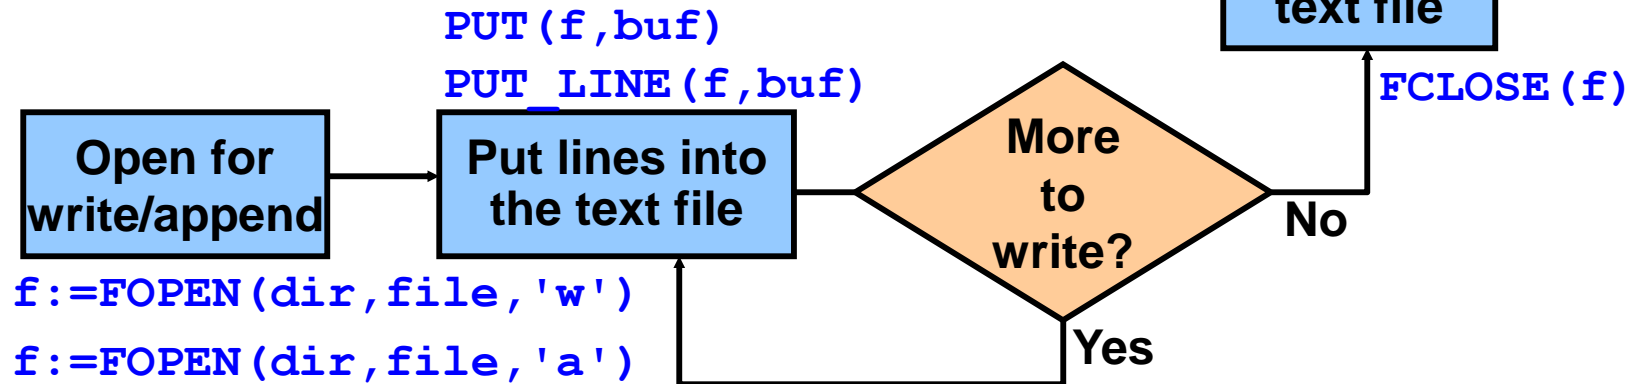 text file
PUT(f,buf)
PUT_LINE(f,buf)
FCLOSE(f)
Open for
write/append
Put lines into
the text file
More
to
write?
No
f:=FOPEN(dir,file,'w')
f:=FOPEN(dir,file,'a')
Yes